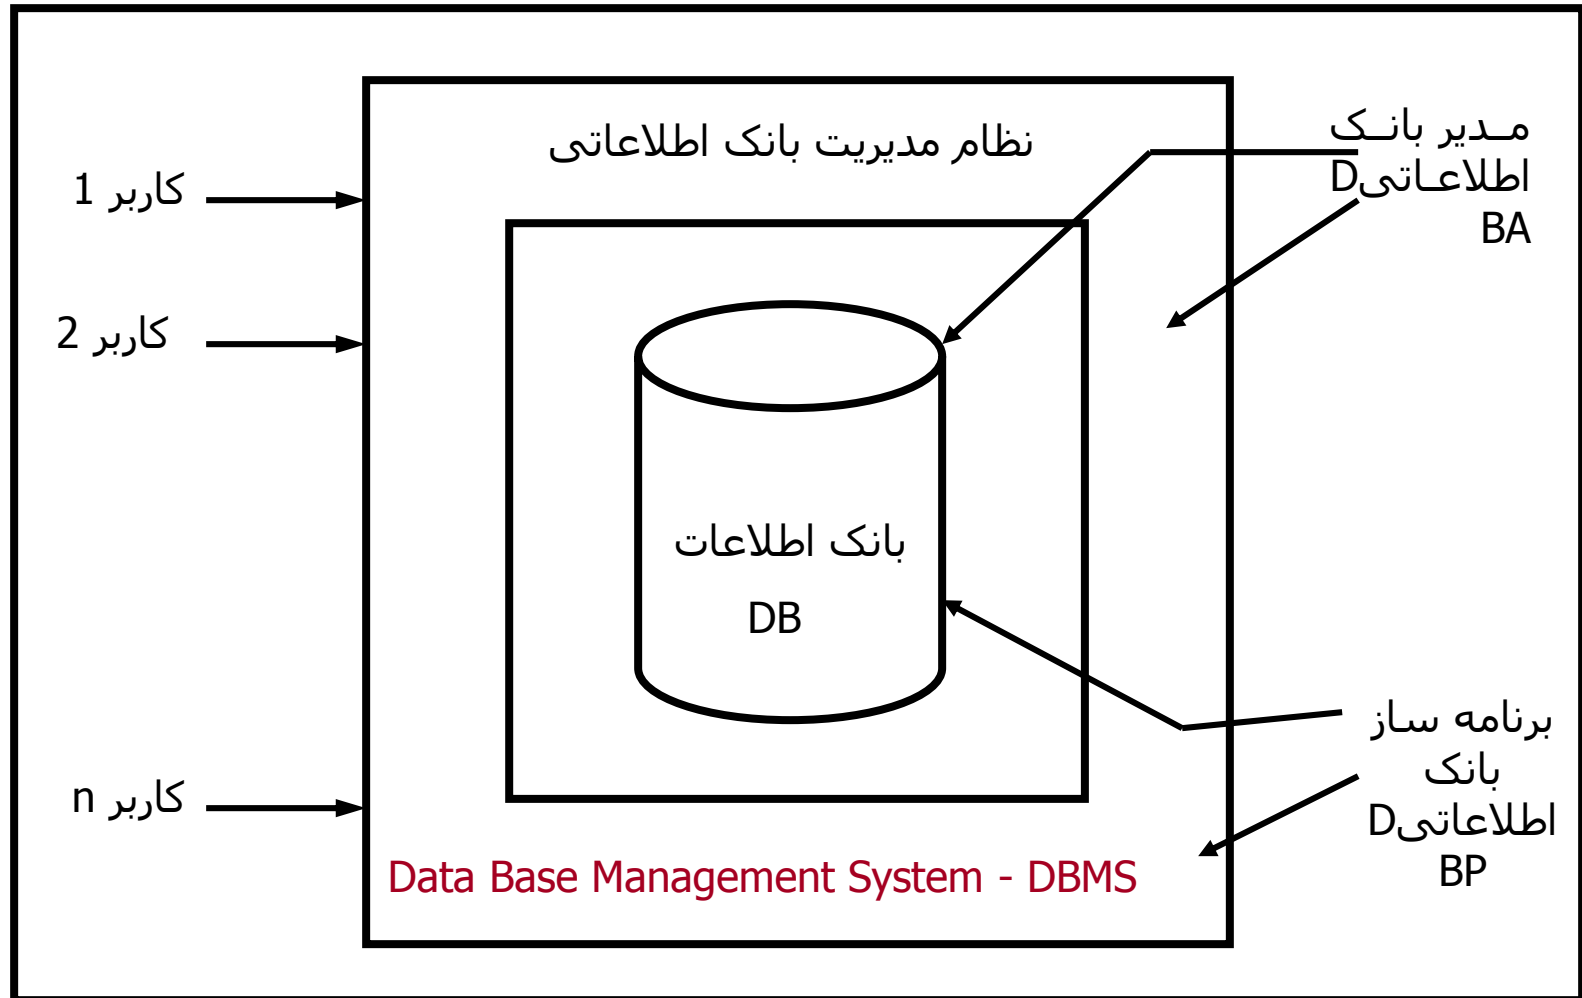 نظام مدیریت بانک اطلاعاتی
مـدیر بانـک
اطلاعـاتیD
BA
کاربر 1
کاربر 2
بانک اطلاعات
DB
برنامه ساز
بانک
اطلاعاتیD
BP
کاربر n
Data Base Management System - DBMS